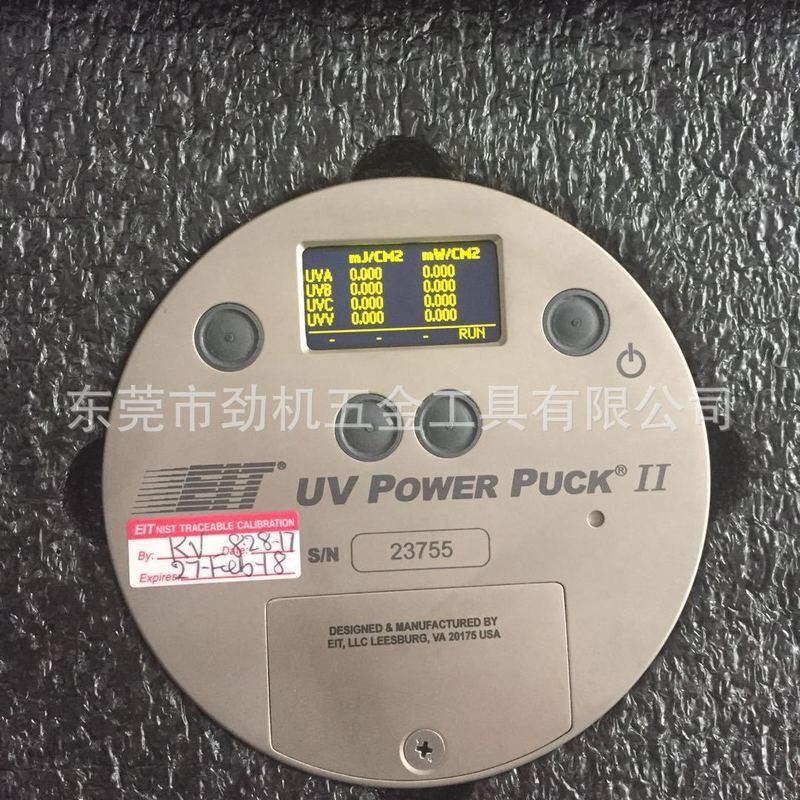 mJ/CM2 mW/CM2
UVA 0.000 0.000
UVB 0.000 0.000
UVC 0.000 0.000
UVV 0.000 0.000
- - - RUN
东莞市劲机五金工具有限公司
EIT® UV POWER PUCK® II
EIT NIST TRACEABLE CALIBRATION
By: KV Date: 8-28-17
Expires: 27-Feb-18
S/N 23755
DESIGNED & MANUFACTURED BY
EIT, LLC LEESBURG, VA 20175 USA